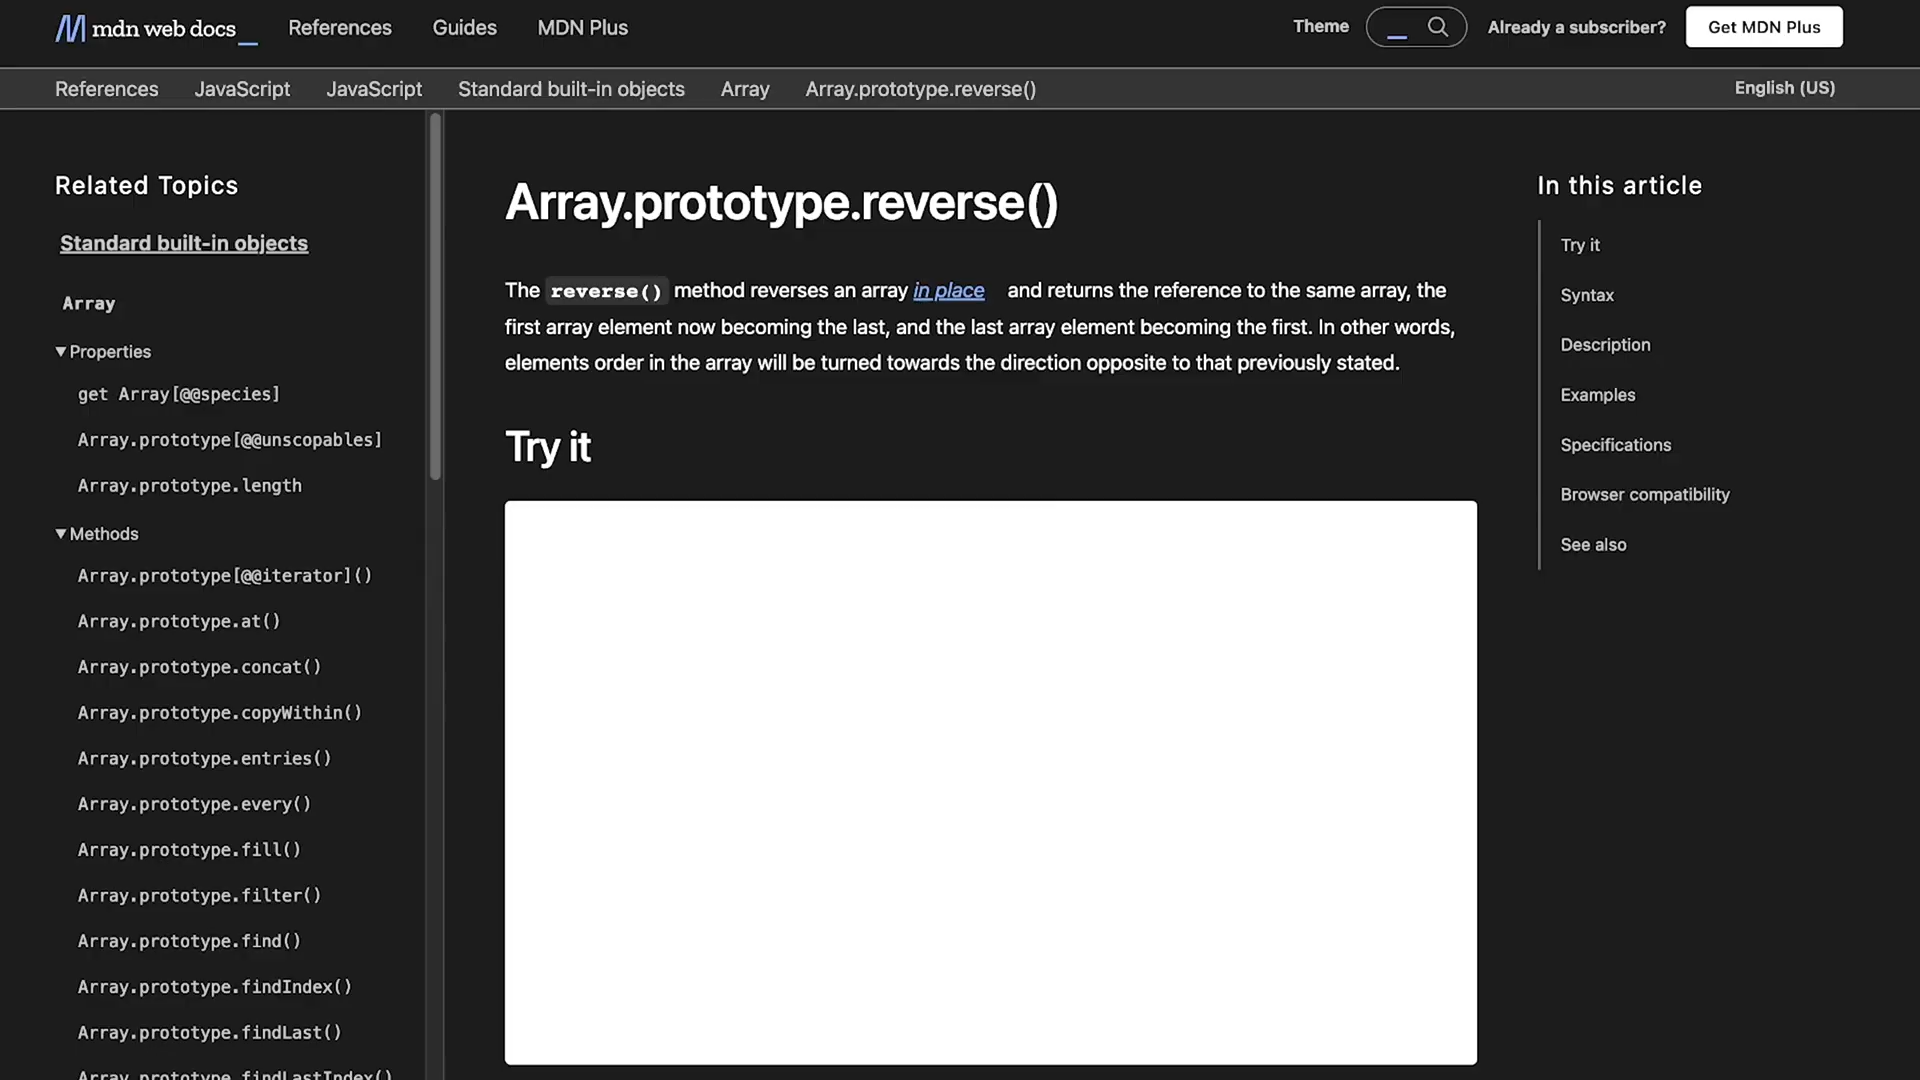 mdn web docs_
References
Guides
MDN Plus
Theme
Already a subscriber?
Get MDN Plus
References
JavaScript
JavaScript
Standard built-in objects
Array
Array.prototype.reverse()
English (US)
Related Topics
Standard built-in objects
Array
Properties
get Array[@@species]
Array.prototype[@@unscopables]
Array.prototype.length
Methods
Array.prototype[@@iterator]()
Array.prototype.at()
Array.prototype.concat()
Array.prototype.copyWithin()
Array.prototype.entries()
Array.prototype.every()
Array.prototype.fill()
Array.prototype.filter()
Array.prototype.find()
Array.prototype.findIndex()
Array.prototype.findLast()
Array.prototype.findLastIndex()
Array.prototype.reverse()
The reverse() method reverses an array in place and returns the reference to the same array, the
first array element now becoming the last, and the last array element becoming the first. In other words,
elements order in the array will be turned towards the direction opposite to that previously stated.
Try it
In this article
Try it
Syntax
Description
Examples
Specifications
Browser compatibility
See also